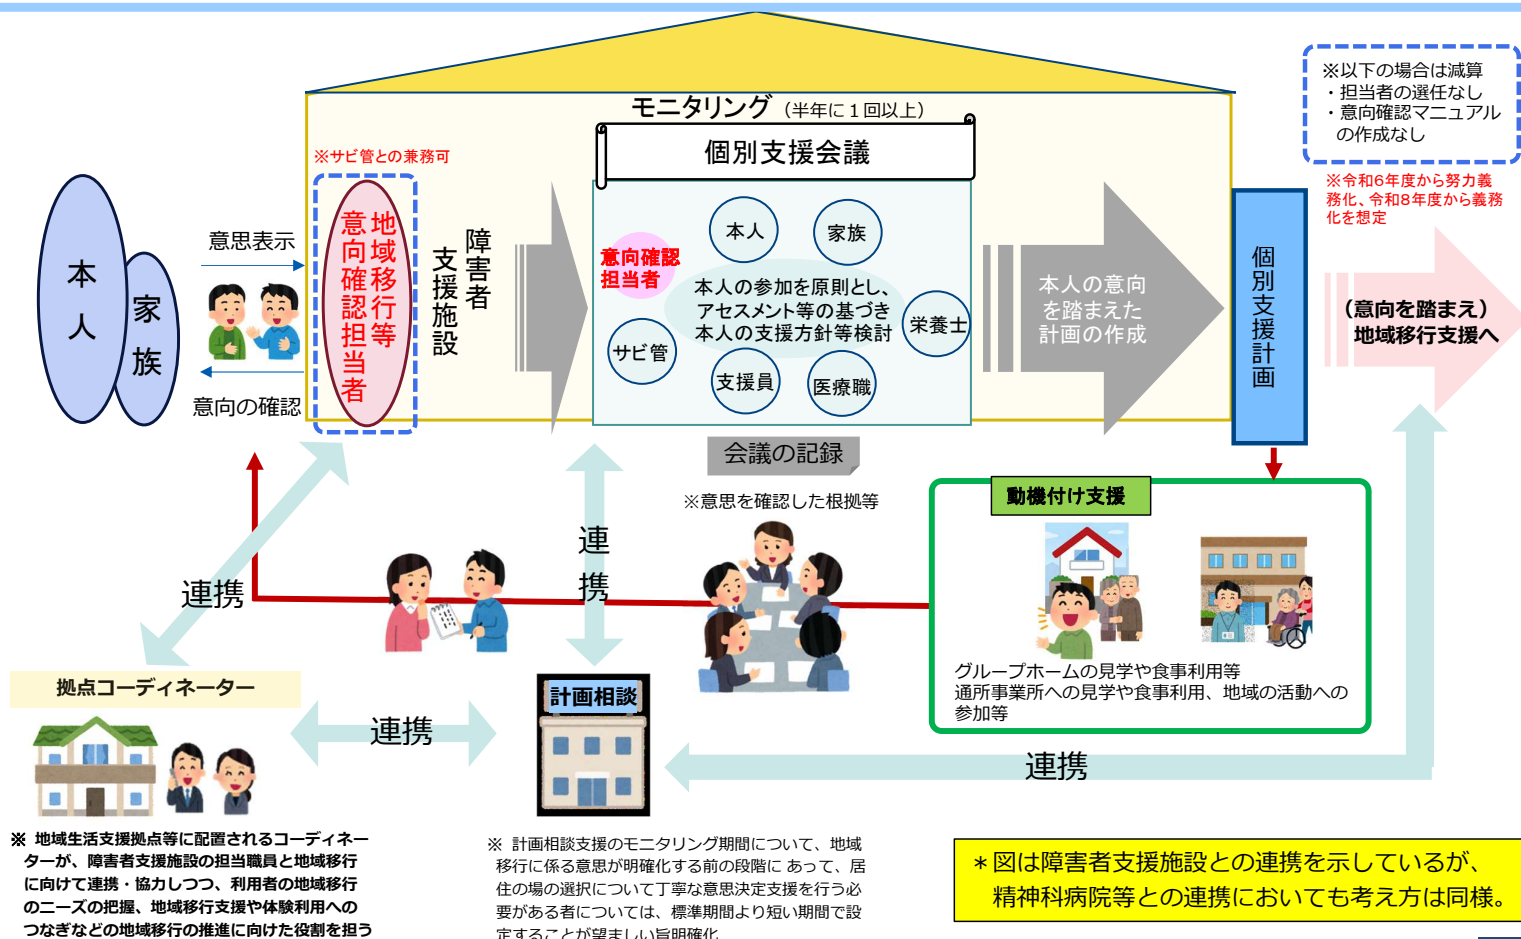 ※以下の場合は減算
・担当者の選任なし
・意向確認マニュアル
の作成なし
モニタリング（半年に１回以上）
個別支援会議
※サビ管との兼務可
※令和6年度から努力義
務化、令和8年度から義務
化を想定
本人
家族
意思表示
意向の確認
地域移行等
意向確認担当者
障害者
支援施設
意向確認
担当者
本人
家族
本人の参加を原則とし、
アセスメント等の基づき
本人の支援方針等検討
サビ管
支援員
医療職
栄養士
本人の意向
を踏まえた
計画の作成
個別支援計画
（意向を踏まえ）
地域移行支援へ
会議の記録
※意思を確認した根拠等
動機付け支援
グループホームの見学や食事利用等
通所事業所への見学や食事利用、地域の活動への
参加等
連携
連携
連携
連携
拠点コーディネーター
計画相談
※ 地域生活支援拠点等に配置されるコーディネー
ターが、障害者支援施設の担当職員と地域移行
に向けて連携・協力しつつ、利用者の地域移行
のニーズの把握、地域移行支援や体験利用への
つなぎなどの地域移行の推進に向けた役割を担う
※ 計画相談支援のモニタリング期間について、地域
移行に係る意思が明確化する前の段階に あって、居
住の場の選択について丁寧な意思決定支援を行う必
要がある者については、標準期間より短い期間で設
定することが望ましい旨明確化
＊図は障害者支援施設との連携を示しているが、
精神科病院等との連携においても考え方は同様。